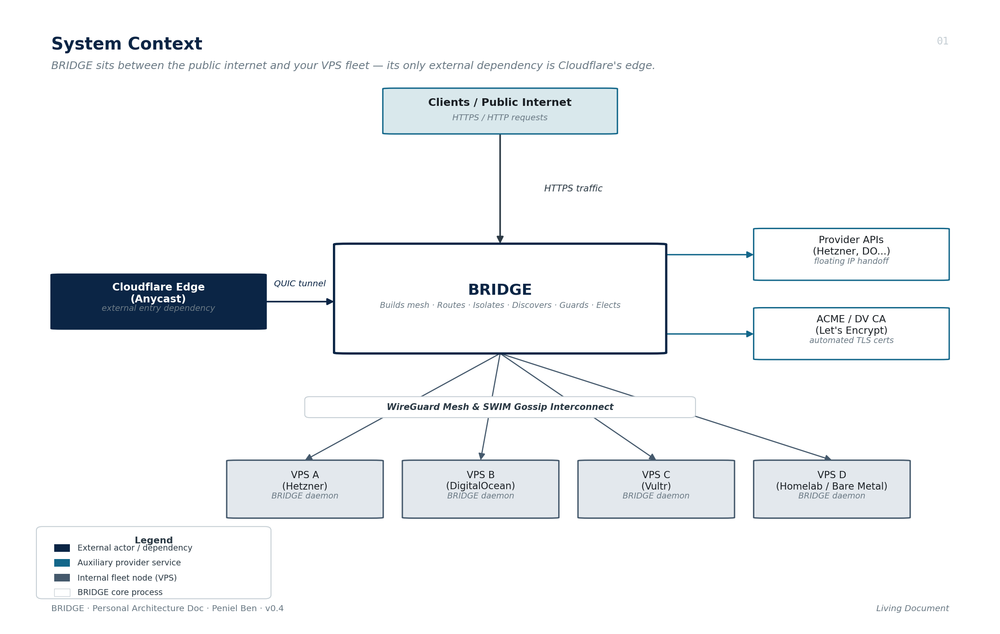 System Context
01
BRIDGE sits between the public internet and your VPS fleet — its only external dependency is Cloudflare's edge.
Clients / Public Internet
HTTPS / HTTP requests
HTTPS traffic
Provider APIs
(Hetzner, DO...)
floating IP handoff
Cloudflare Edge
(Anycast)
external entry dependency
QUIC tunnel
BRIDGE
Builds mesh · Routes · Isolates · Discovers · Guards · Elects
ACME / DV CA
(Let's Encrypt)
automated TLS certs
WireGuard Mesh & SWIM Gossip Interconnect
VPS A
(Hetzner)
BRIDGE daemon
VPS B
(DigitalOcean)
BRIDGE daemon
VPS C
(Vultr)
BRIDGE daemon
VPS D
(Homelab / Bare Metal)
BRIDGE daemon
Legend
External actor / dependency
Auxiliary provider service
Internal fleet node (VPS)
BRIDGE core process
BRIDGE · Personal Architecture Doc · Peniel Ben · v0.4
Living Document